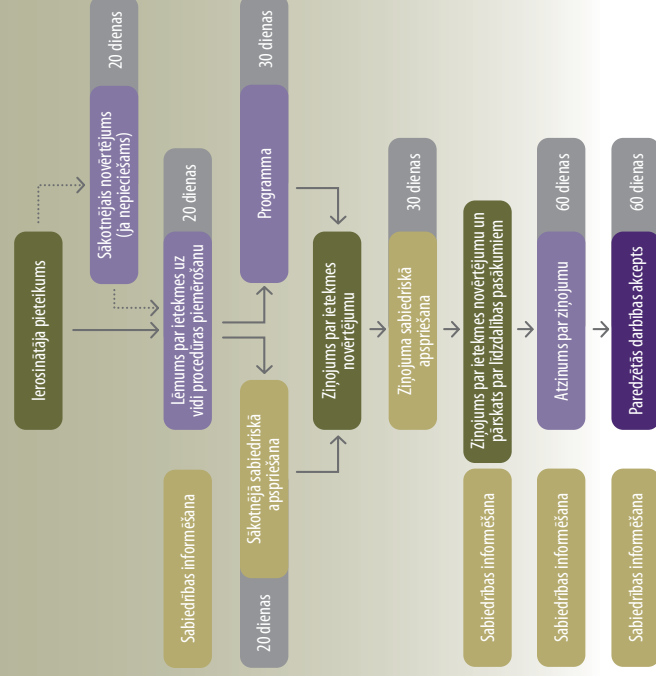 Ierosinātāja pieteikums
Sākotnējais novērtējums
(ja nepieciešams)
20 dienas
Sabiedrības informēšana
Lēmums par ietekmes uz
vidi procedūras piemērošanu
20 dienas
20 dienas
Sākotnējā sabiedriskā
apspriešana
Programma
30 dienas
Ziņojums par ietekmes
novērtējumu
Ziņojuma sabiedriskā
apspriešana
30 dienas
Sabiedrības informēšana
Ziņojums par ietekmes novērtējumu un
pārskats par līdzdalības pasākumiem
Sabiedrības informēšana
Atzinums par ziņojumu
60 dienas
Sabiedrības informēšana
Paredzētās darbības akcepts
60 dienas